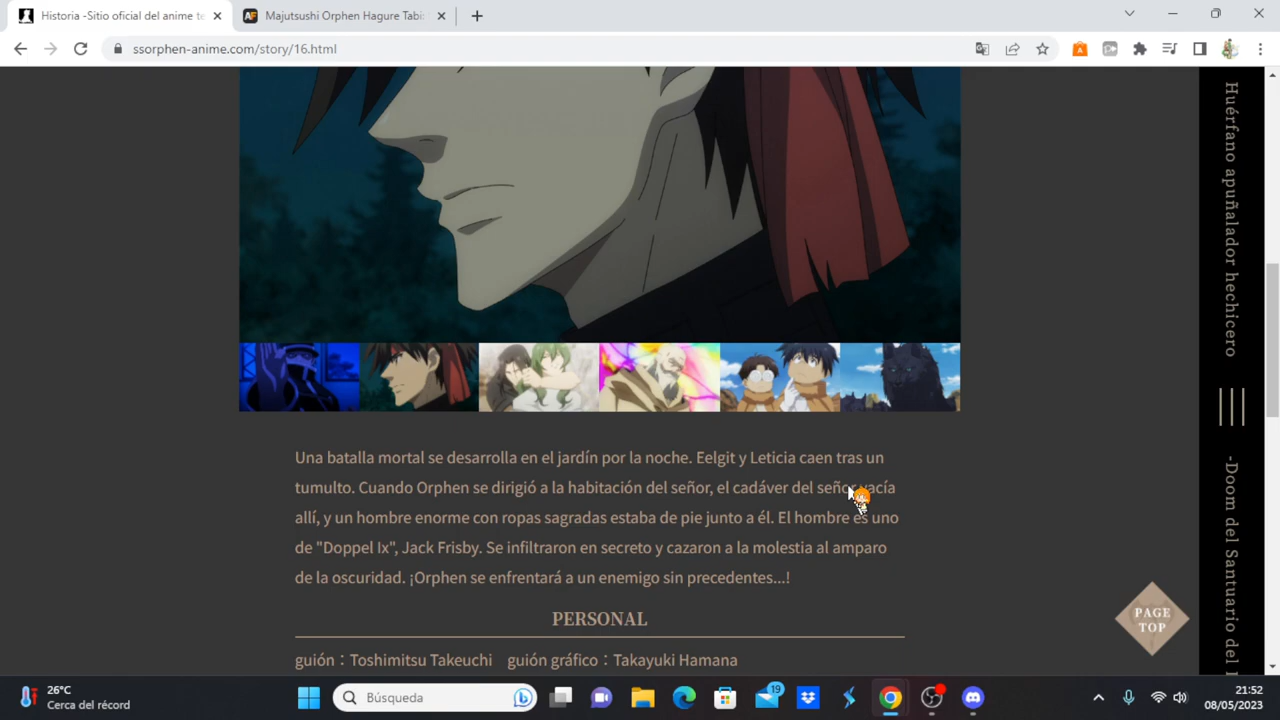 Historia -Sitio oficial del anime te
Majutsushi Orphen Hagure Tabi:
ssorphen-anime.com/story/16.html
Una batalla mortal se desarrolla en el jardín por la noche. Eelgit y Leticia caen tras un
tumulto. Cuando Orphen se dirigió a la habitación del señor, el cadáver del señor yacía
allí, y un hombre enorme con ropas sagradas estaba de pie junto a él. El hombre es uno
de "Doppel Ix", Jack Frisby. Se infiltraron en secreto y cazaron a la molestia al amparo
de la oscuridad. ¡Orphen se enfrentará a un enemigo sin precedentes...!
PERSONAL
guión：Toshimitsu Takeuchi guión gráfico：Takayuki Hamana
Huérfano apuñalador hechicero
-Doom del Santuario del
PAGE
TOP
26°C
Cerca del récord
Búsqueda
19
21:52
08/05/2023